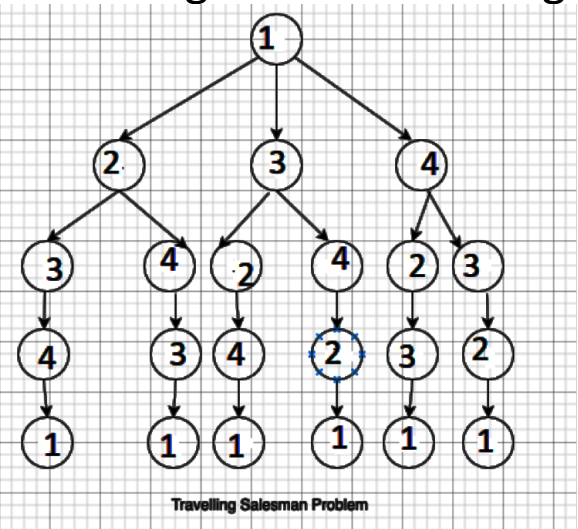 1
2 3 4
3 4 2 4 2 3
4 3 4 2 3 2
1 1 1 1 1 1
Travelling Salesman Problem